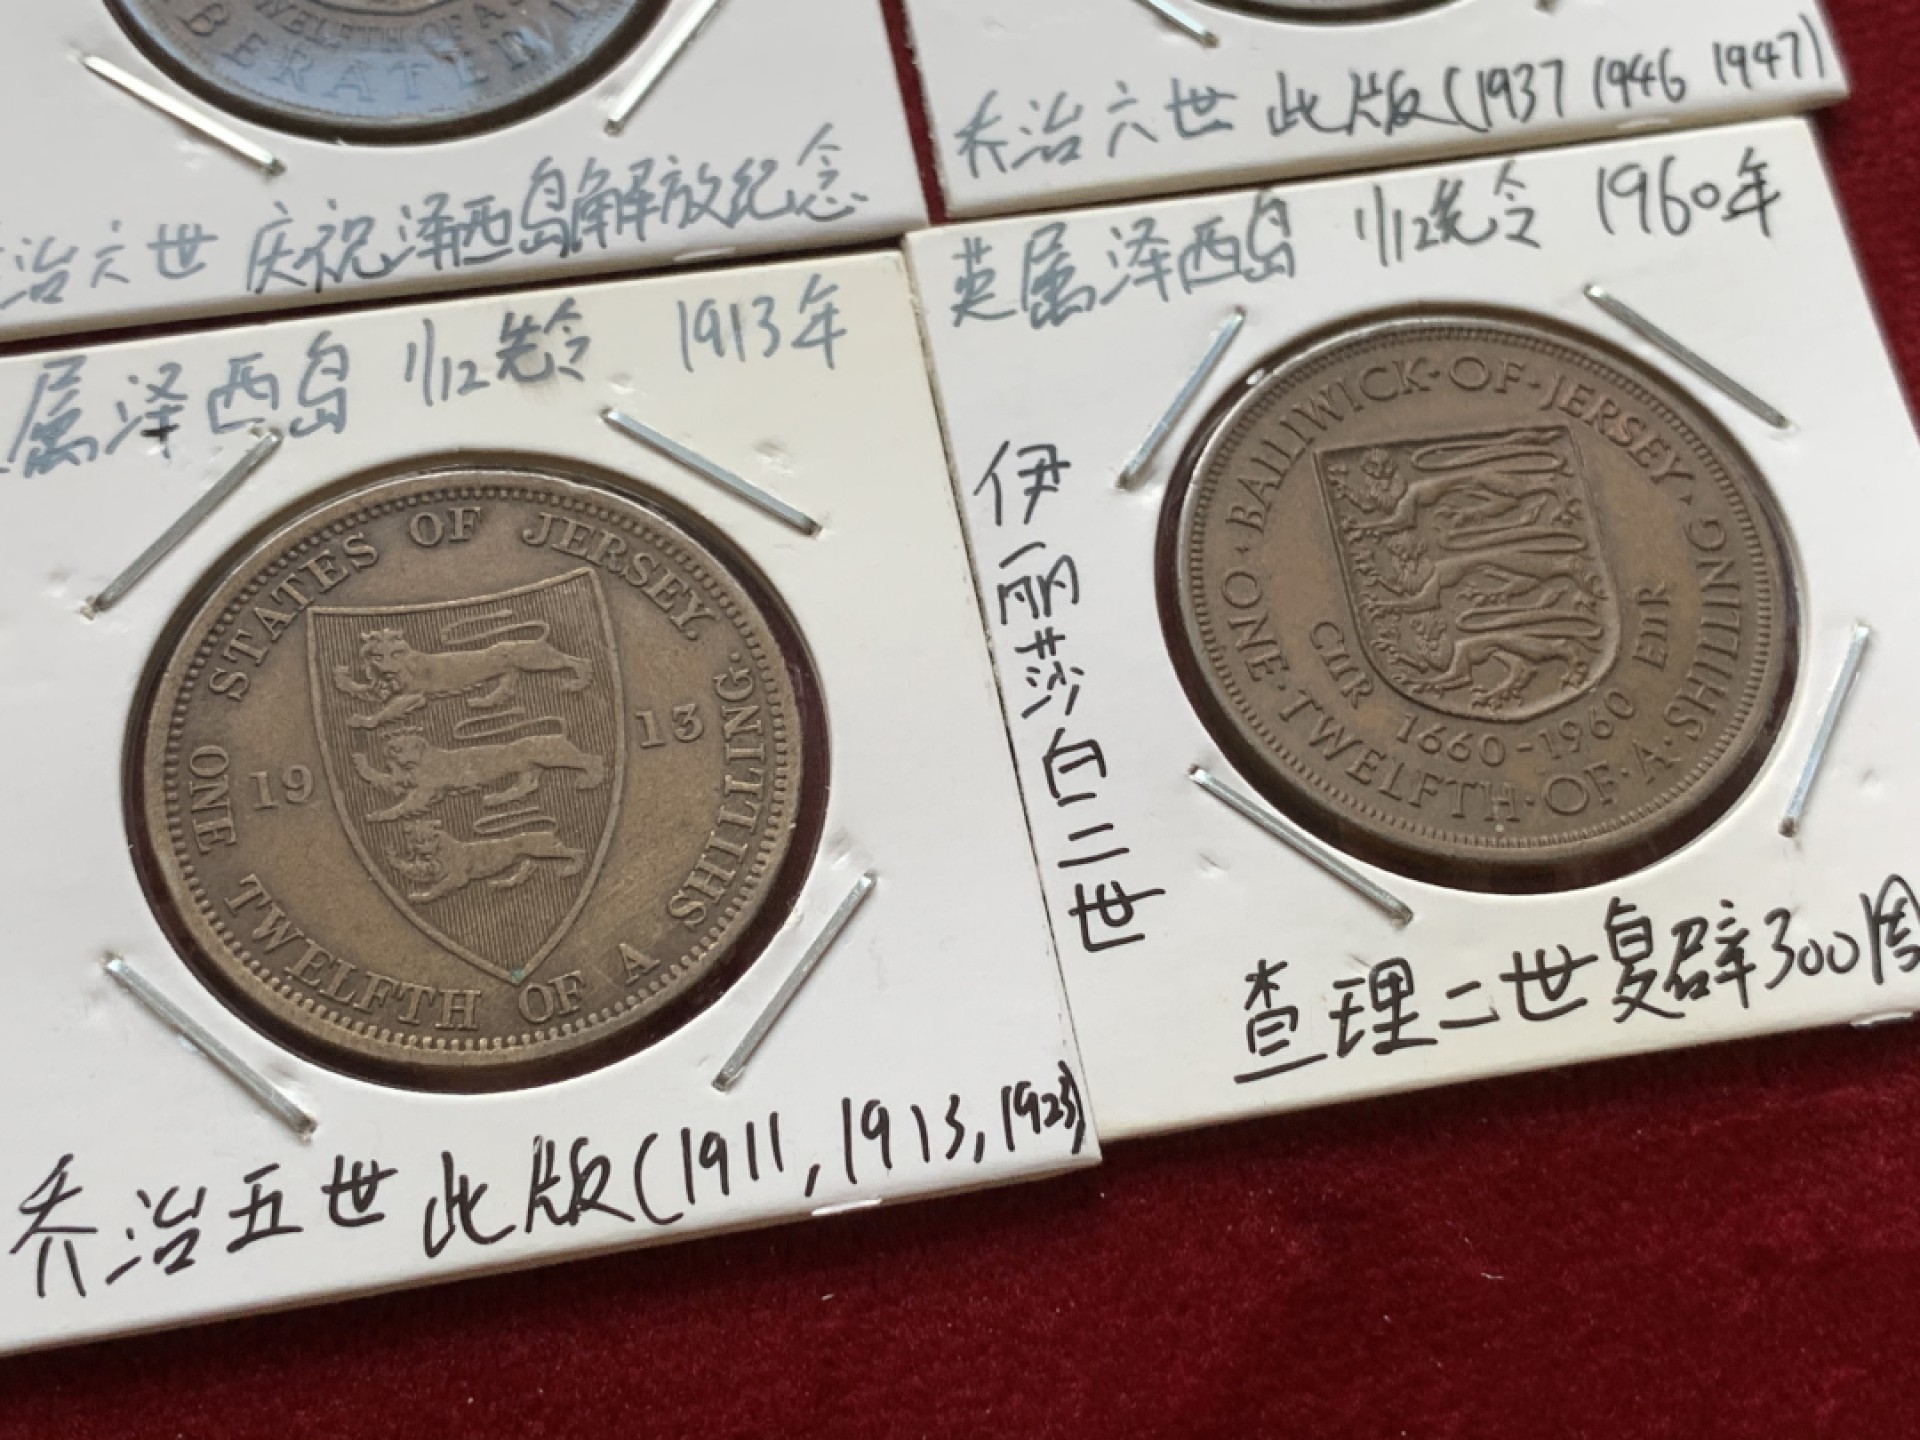 TWELFTH OF A S
BERATED 1
治六世 庆祝泽西岛解放纪念
乔治六世 此版(1937 1946 1947)
属泽西岛 1/12先令 1913年
STATES OF JERSEY.
19 13
ONE TWELFTH OF A SHILLING.
乔治五世 此版(1911,1913,1923)
英属泽西岛 1/12先令 1960年
伊丽莎白二世
BAILIWICK·OF·JERSEY·
CIIR 1660-1960 EIIR
ONE·TWELFTH·OF·A·SHILLING
查理二世复辟300周